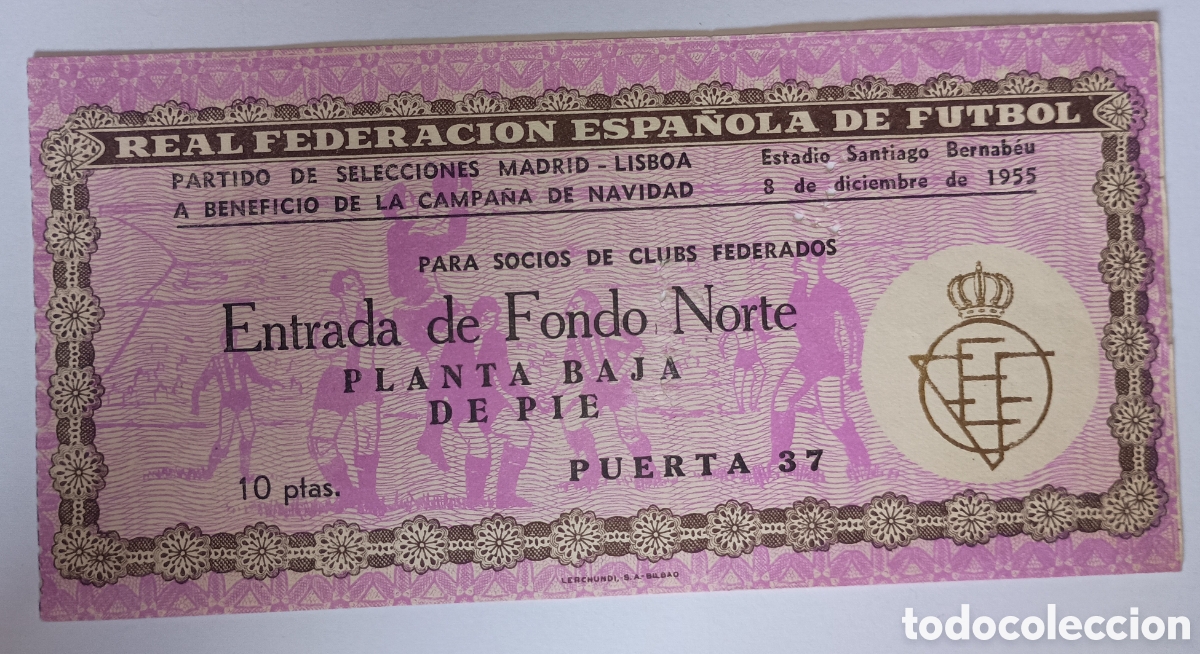 REAL FEDERACION ESPAÑOLA DE FUTBOL
PARTIDO DE SELECCIONES MADRID - LISBOA
A BENEFICIO DE LA CAMPAÑA DE NAVIDAD
Estadio Santiago Bernabéu
8 de diciembre de 1955
PARA SOCIOS DE CLUBS FEDERADOS
Entrada de Fondo Norte
PLANTA BAJA
DE PIE
PUERTA 37
10 ptas.
LERCHUNDI, S.A.-BILBAO
todocoleccion